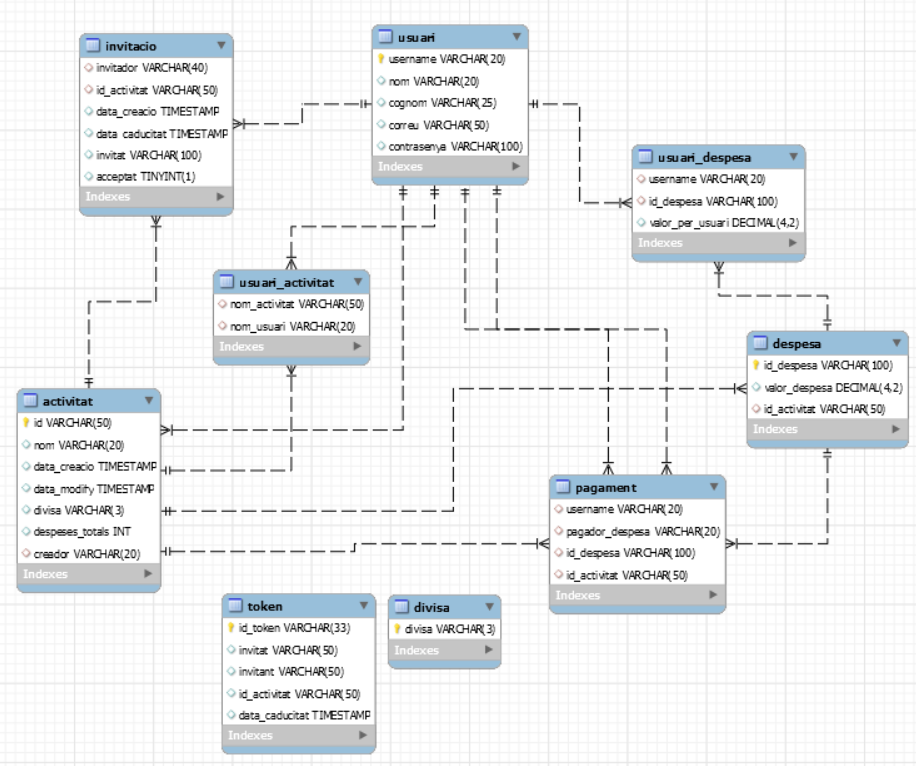 invitacio
invitador VARCHAR(40)
id_activitat VARCHAR(50)
data_creacio TIMESTAMP
data_caducitat TIMESTAMP
invitat VARCHAR(100)
acceptat TINYINT(1)
Indexes
usuari
username VARCHAR(20)
nom VARCHAR(20)
cognom VARCHAR(25)
correu VARCHAR(50)
contrasenya VARCHAR(100)
Indexes
usuari_despesa
username VARCHAR(20)
id_despesa VARCHAR(100)
valor_per_usuari DECIMAL(4,2)
Indexes
usuari_activitat
nom_activitat VARCHAR(50)
nom_usuari VARCHAR(20)
Indexes
despesa
id_despesa VARCHAR(100)
valor_despesa DECIMAL(4,2)
id_activitat VARCHAR(50)
Indexes
activitat
id VARCHAR(50)
nom VARCHAR(20)
data_creacio TIMESTAMP
data_modify TIMESTAMP
divisa VARCHAR(3)
despeses_totals INT
creador VARCHAR(20)
Indexes
pagament
username VARCHAR(20)
pagador_despesa VARCHAR(20)
id_despesa VARCHAR(100)
id_activitat VARCHAR(50)
Indexes
token
id_token VARCHAR(33)
invitat VARCHAR(50)
invitant VARCHAR(50)
id_activitat VARCHAR(50)
data_caducitat TIMESTAMP
Indexes
divisa
divisa VARCHAR(3)
Indexes